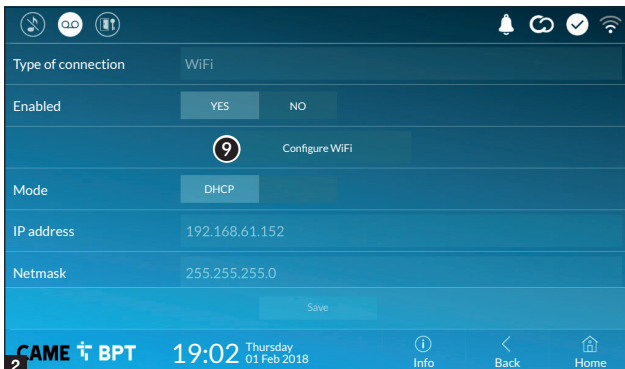 Type of connection WiFi
Enabled YES NO
9 Configure WiFi
Mode DHCP
IP address 192.168.61.152
Netmask 255.255.255.0
Save
2 CAME BPT 19:02 Thursday
01 Feb 2018
Info Back Home